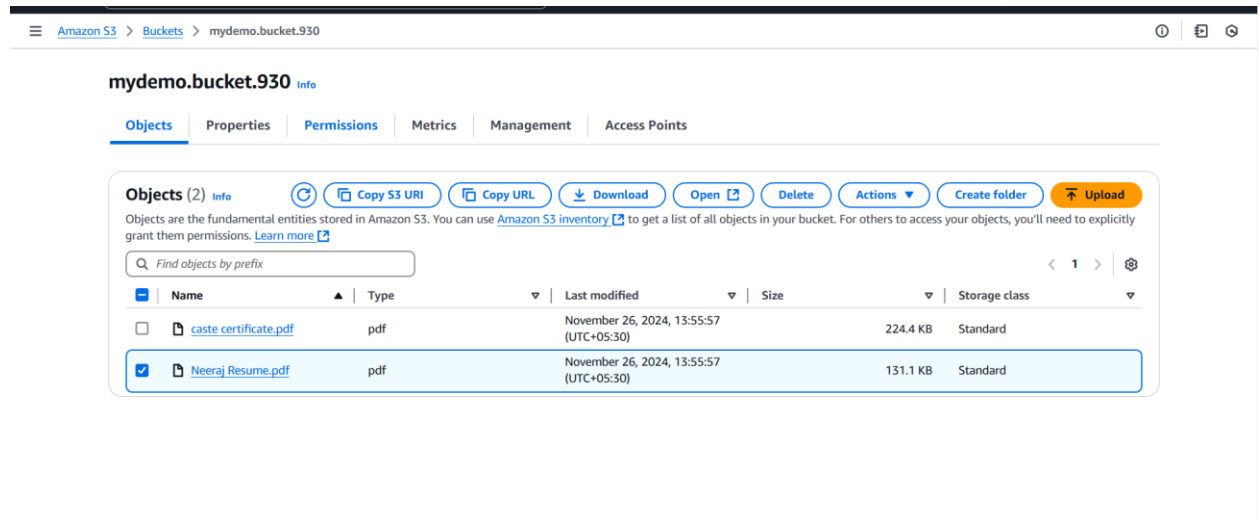 Amazon S3 > Buckets > mydemo.bucket.930
mydemo.bucket.930 Info
Objects Properties Permissions Metrics Management Access Points
Objects (2) Info Copy S3 URI Copy URL Download Open Delete Actions Create folder Upload
Objects are the fundamental entities stored in Amazon S3. You can use Amazon S3 inventory to get a list of all objects in your bucket. For others to access your objects, you'll need to explicitly
grant them permissions. Learn more
Find objects by prefix < 1 >
Name Type Last modified Size Storage class
caste certificate.pdf pdf November 26, 2024, 13:55:57 (UTC+05:30) 224.4 KB Standard
Neeraj Resume.pdf pdf November 26, 2024, 13:55:57 (UTC+05:30) 131.1 KB Standard